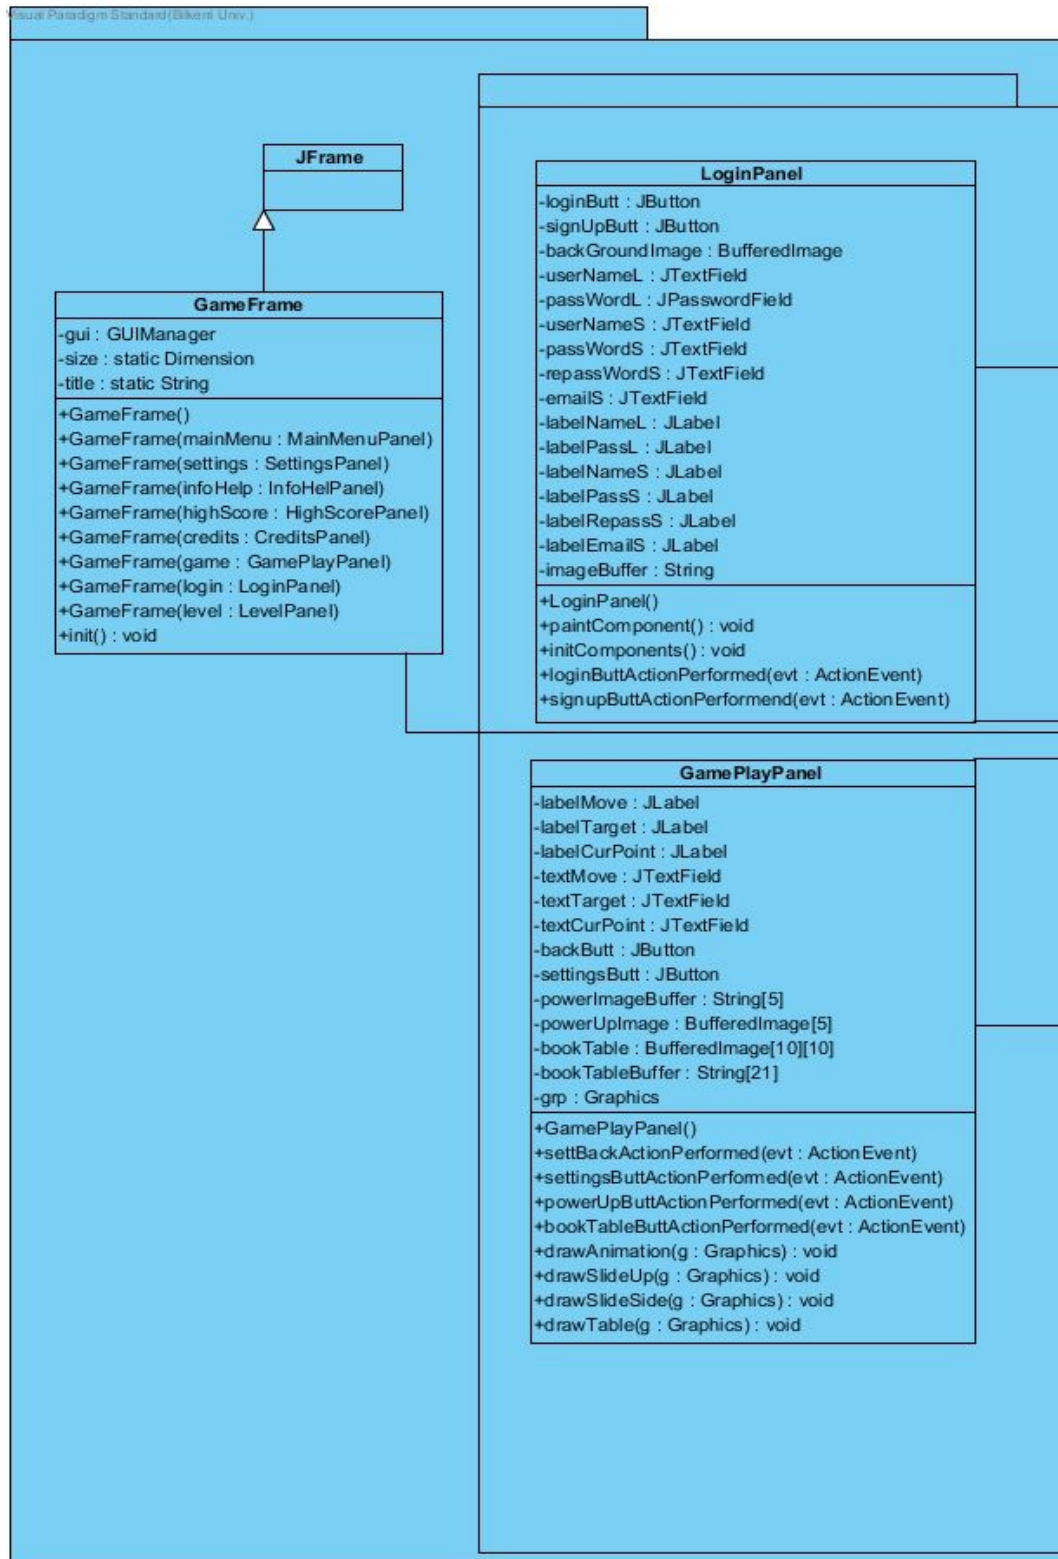 Visual Paradigm Standard(Bilkent Univ.)
JFrame
GameFrame
-gui : GUIManager
-size : static Dimension
-title : static String
+GameFrame()
+GameFrame(mainMenu : MainMenuPanel)
+GameFrame(settings : SettingsPanel)
+GameFrame(infoHelp : InfoHelPanel)
+GameFrame(highScore : HighScorePanel)
+GameFrame(credits : CreditsPanel)
+GameFrame(game : GamePlayPanel)
+GameFrame(login : LoginPanel)
+GameFrame(level : LevelPanel)
+init() : void
LoginPanel
-loginButt : JButton
-signUpButt : JButton
-backGroundImage : BufferedImage
-userNameL : JTextField
-passWordL : JPasswordField
-userNameS : JTextField
-passWordS : JTextField
-repassWordS : JTextField
-emailS : JTextField
-labelNameL : JLabel
-labelPassL : JLabel
-labelNameS : JLabel
-labelPassS : JLabel
-labelRepassS : JLabel
-labelEmailS : JLabel
-imageBuffer : String
+LoginPanel()
+paintComponent() : void
+initComponents() : void
+loginButtActionPerformed(evt : ActionEvent)
+signupButtActionPerformend(evt : ActionEvent)
GamePlayPanel
-labelMove : JLabel
-labelTarget : JLabel
-labelCurPoint : JLabel
-textMove : JTextField
-textTarget : JTextField
-textCurPoint : JTextField
-backButt : JButton
-settingsButt : JButton
-powerImageBuffer : String[5]
-powerUpImage : BufferedImage[5]
-bookTable : BufferedImage[10][10]
-bookTableBuffer : String[21]
-grp : Graphics
+GamePlayPanel()
+settBackActionPerformed(evt : ActionEvent)
+settingsButtActionPerformed(evt : ActionEvent)
+powerUpButtActionPerformed(evt : ActionEvent)
+bookTableButtActionPerformed(evt : ActionEvent)
+drawAnimation(g : Graphics) : void
+drawSlideUp(g : Graphics) : void
+drawSlideSide(g : Graphics) : void
+drawTable(g : Graphics) : void